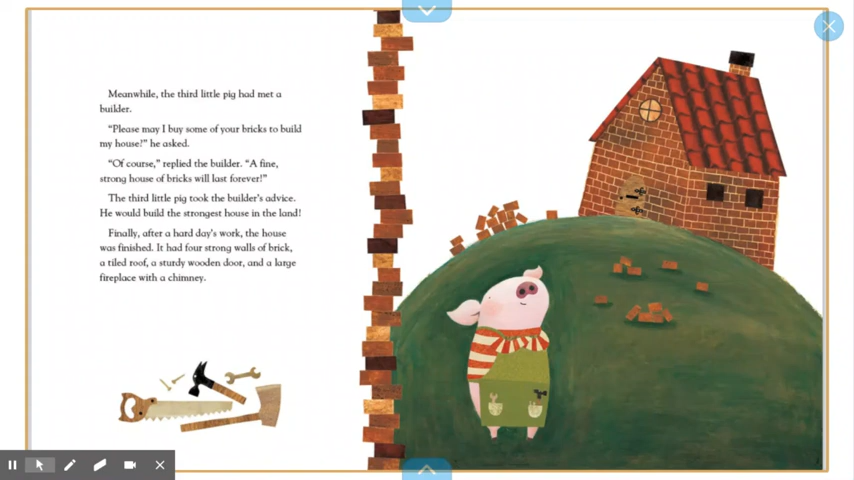 Meanwhile, the third little pig had met a
builder.
“Please may I buy some of your bricks to build
my house?” he asked.
“Of course,” replied the builder. “A fine,
strong house of bricks will last forever!”
The third little pig took the builder’s advice.
He would build the strongest house in the land!
Finally, after a hard day’s work, the house
was finished. It had four strong walls of brick,
a tiled roof, a sturdy wooden door, and a large
fireplace with a chimney.